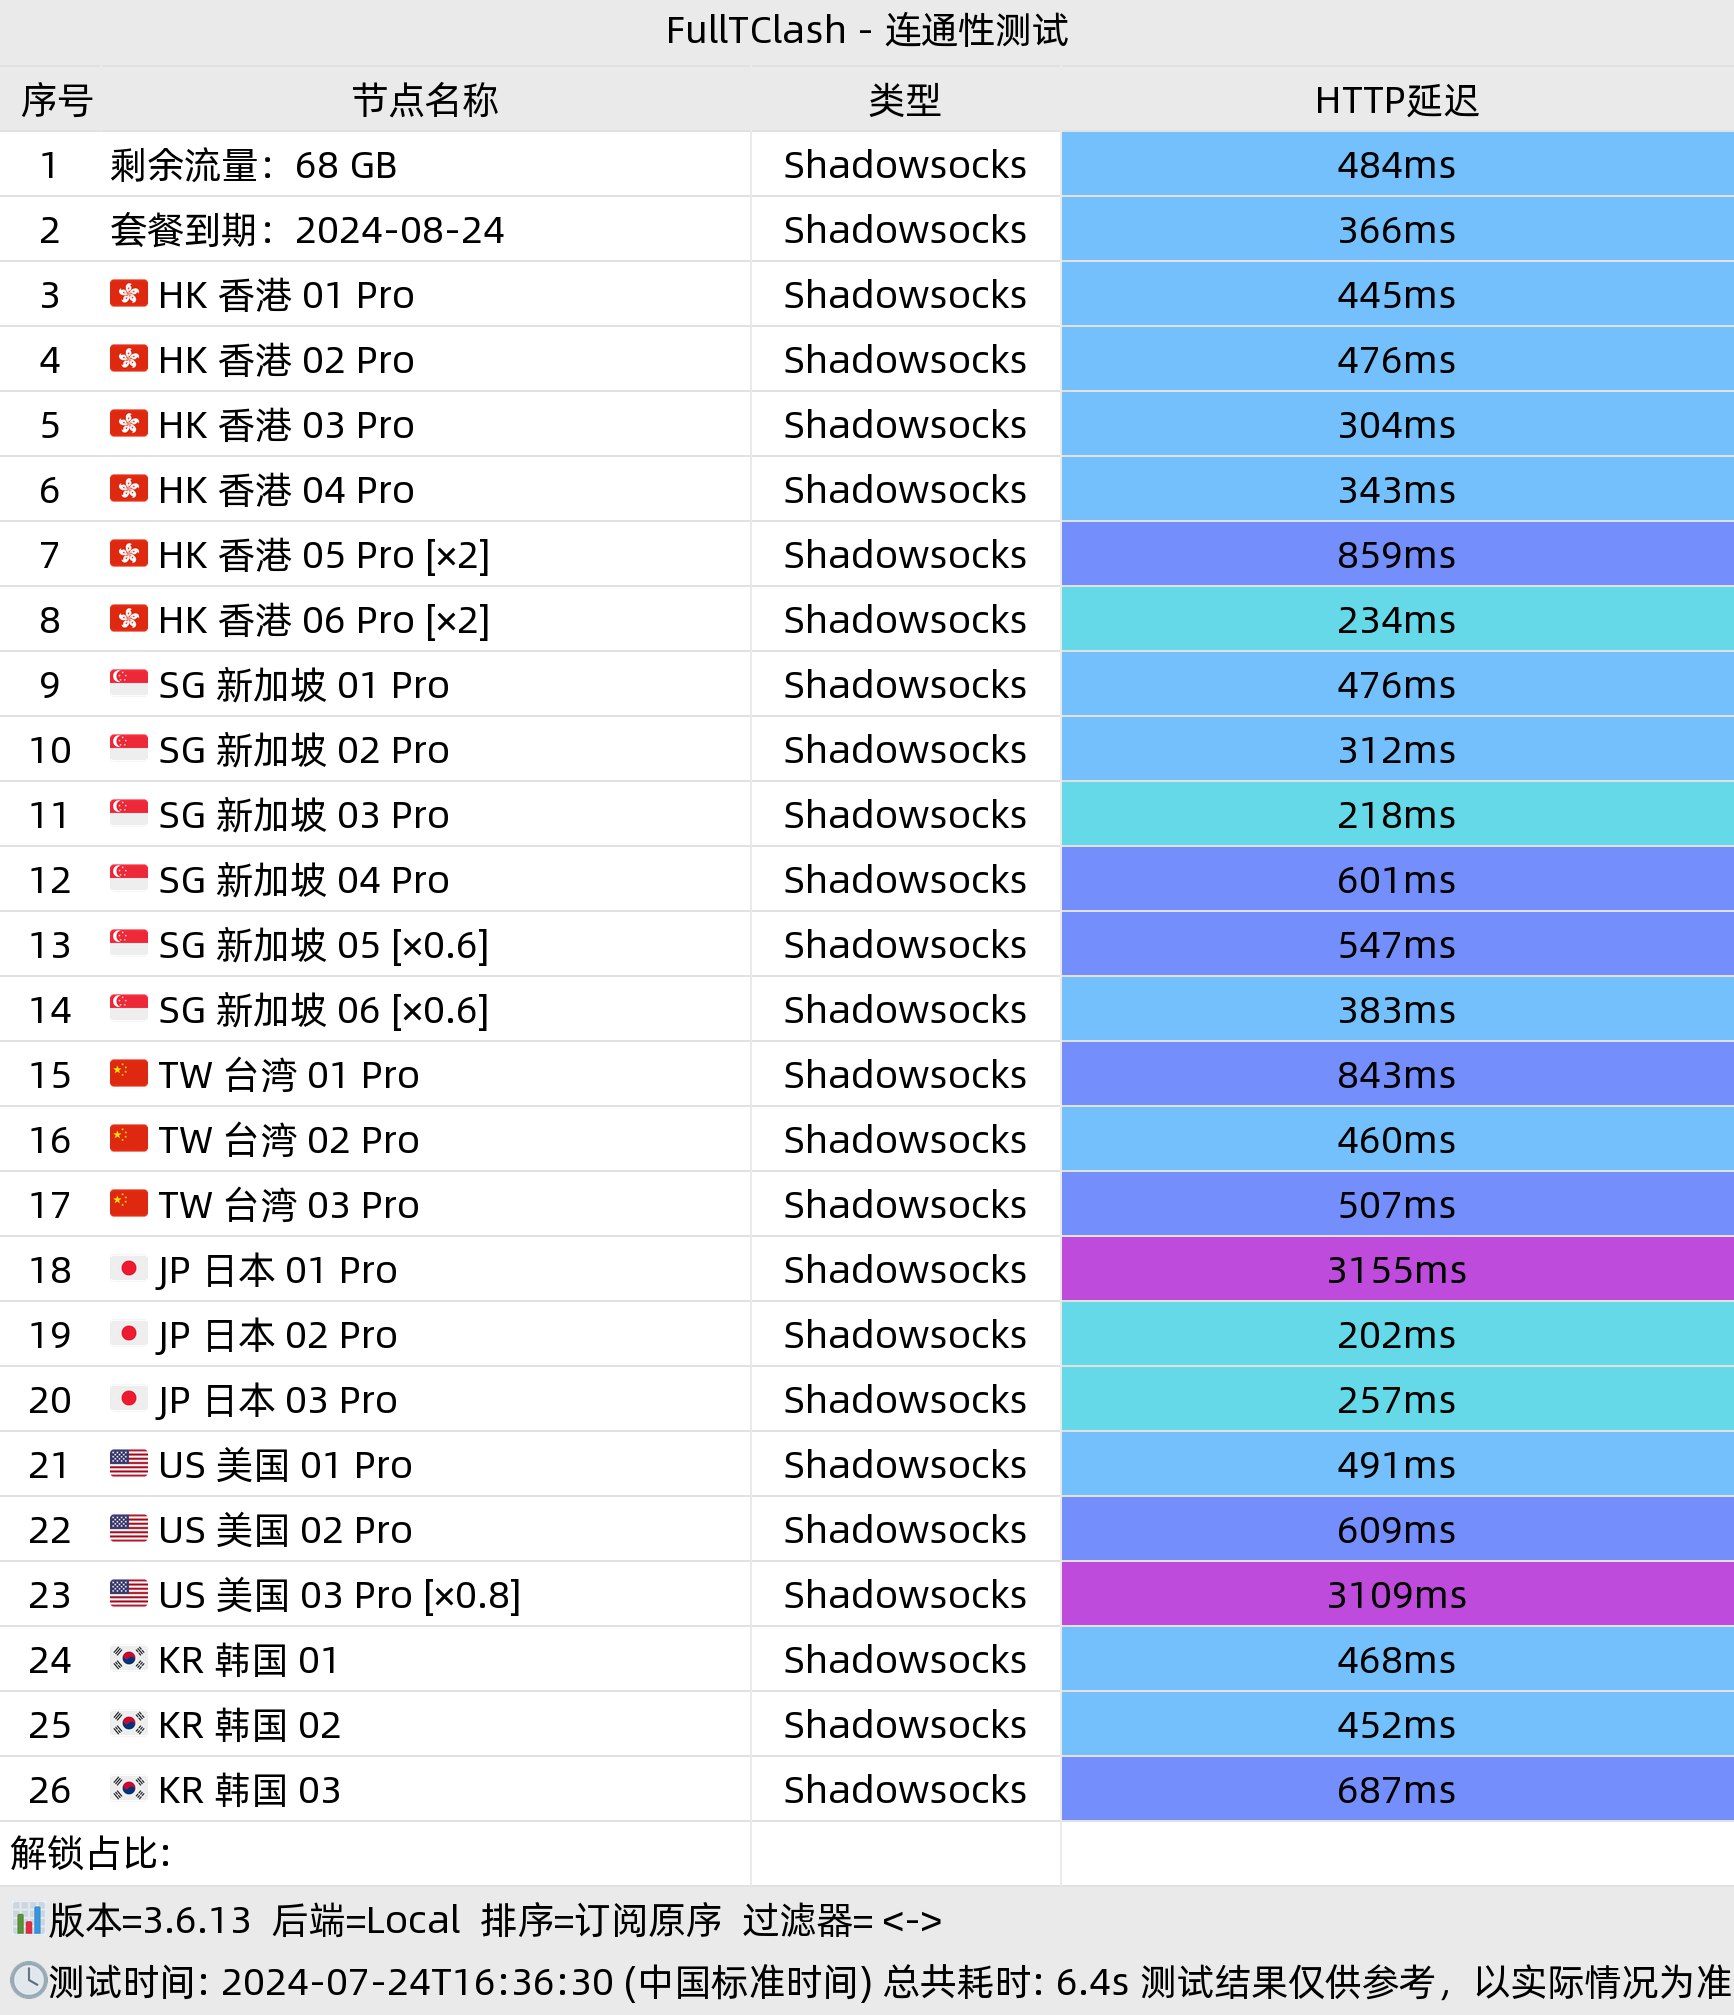 FullTClash - 连通性测试
序号 节点名称 类型 HTTP延迟
1 剩余流量：68 GB Shadowsocks 484ms
2 套餐到期：2024-08-24 Shadowsocks 366ms
3 🇭🇰 HK 香港 01 Pro Shadowsocks 445ms
4 🇭🇰 HK 香港 02 Pro Shadowsocks 476ms
5 🇭🇰 HK 香港 03 Pro Shadowsocks 304ms
6 🇭🇰 HK 香港 04 Pro Shadowsocks 343ms
7 🇭🇰 HK 香港 05 Pro [×2] Shadowsocks 859ms
8 🇭🇰 HK 香港 06 Pro [×2] Shadowsocks 234ms
9 🇸🇬 SG 新加坡 01 Pro Shadowsocks 476ms
10 🇸🇬 SG 新加坡 02 Pro Shadowsocks 312ms
11 🇸🇬 SG 新加坡 03 Pro Shadowsocks 218ms
12 🇸🇬 SG 新加坡 04 Pro Shadowsocks 601ms
13 🇸🇬 SG 新加坡 05 [×0.6] Shadowsocks 547ms
14 🇸🇬 SG 新加坡 06 [×0.6] Shadowsocks 383ms
15 🇨🇳 TW 台湾 01 Pro Shadowsocks 843ms
16 🇨🇳 TW 台湾 02 Pro Shadowsocks 460ms
17 🇨🇳 TW 台湾 03 Pro Shadowsocks 507ms
18 🇯🇵 JP 日本 01 Pro Shadowsocks 3155ms
19 🇯🇵 JP 日本 02 Pro Shadowsocks 202ms
20 🇯🇵 JP 日本 03 Pro Shadowsocks 257ms
21 🇺🇸 US 美国 01 Pro Shadowsocks 491ms
22 🇺🇸 US 美国 02 Pro Shadowsocks 609ms
23 🇺🇸 US 美国 03 Pro [×0.8] Shadowsocks 3109ms
24 🇰🇷 KR 韩国 01 Shadowsocks 468ms
25 🇰🇷 KR 韩国 02 Shadowsocks 452ms
26 🇰🇷 KR 韩国 03 Shadowsocks 687ms
解锁占比:
📊版本=3.6.13 后端=Local 排序=订阅原序 过滤器= <->
🕒测试时间: 2024-07-24T16:36:30 (中国标准时间) 总共耗时: 6.4s 测试结果仅供参考，以实际情况为准